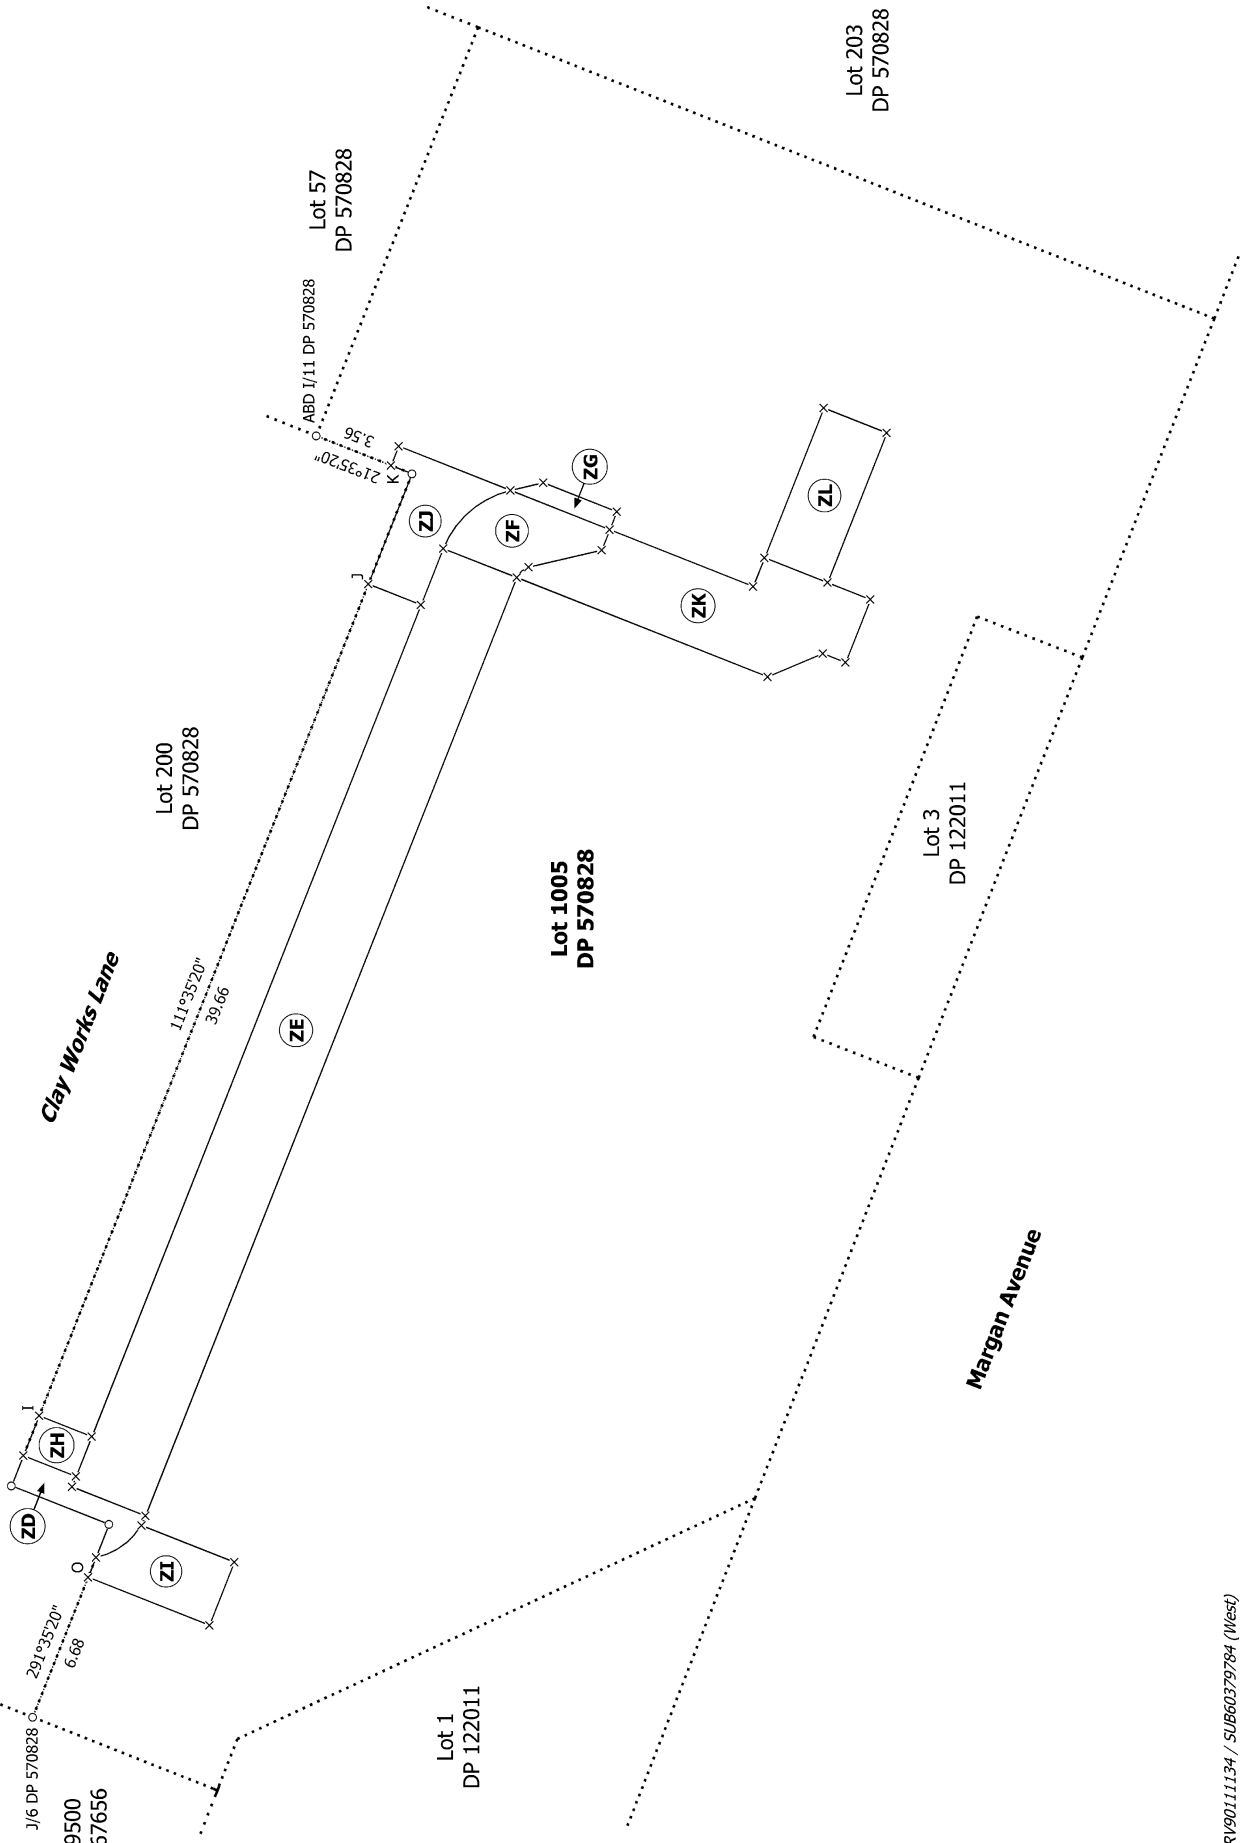 Lot 203
DP 570828
Lot 57
DP 570828
ABD I/11 DP 570828
3.56
21°35'20"
K
J
ZJ
ZF
ZG
ZL
ZK
Lot 200
DP 570828
Clay Works Lane
111°35'20"
39.66
ZE
Lot 1005
DP 570828
Lot 3
DP 122011
Margan Avenue
I
ZH
ZD
O
ZI
291°35'20"
6.68
J/6 DP 570828
9500
67656
Lot 1
DP 122011
RV90111134 / SUB60379784 (West)